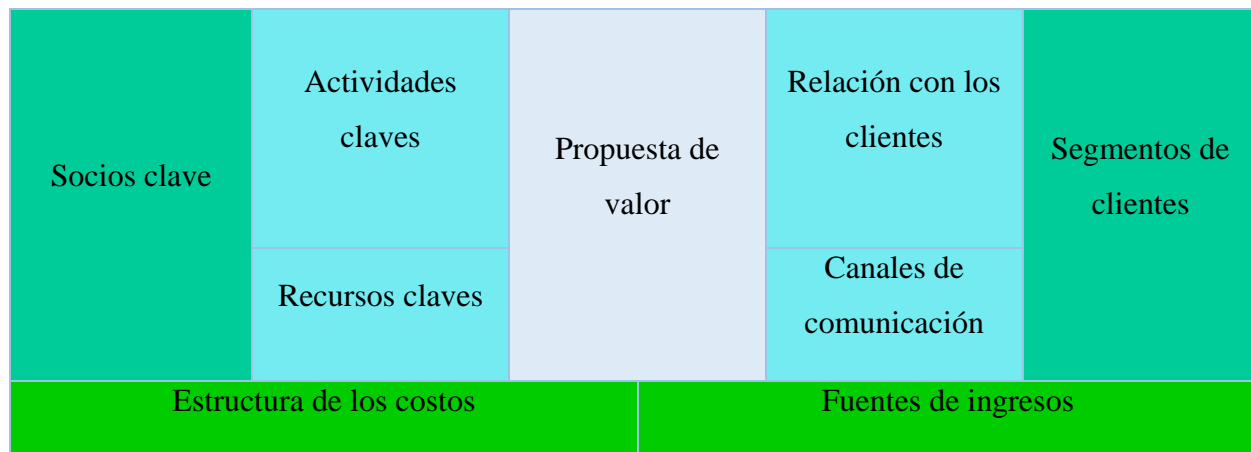 Socios clave
Actividades
claves
Recursos claves
Propuesta de
valor
Relación con los
clientes
Canales de
comunicación
Segmentos de
clientes
Estructura de los costos
Fuentes de ingresos